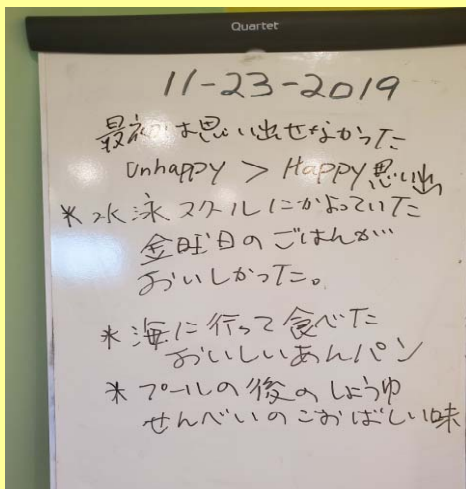 Quartet
11-23-2019
最初は思い出せなかった
Unhappy > Happy 思い出
* 水泳スクールにかよっていた
金曜日のごはんが
おいしかった。
* 海に行って食べた
おいしいあんパン
* プールの後のしょうゆ
せんべいのこおばしい味